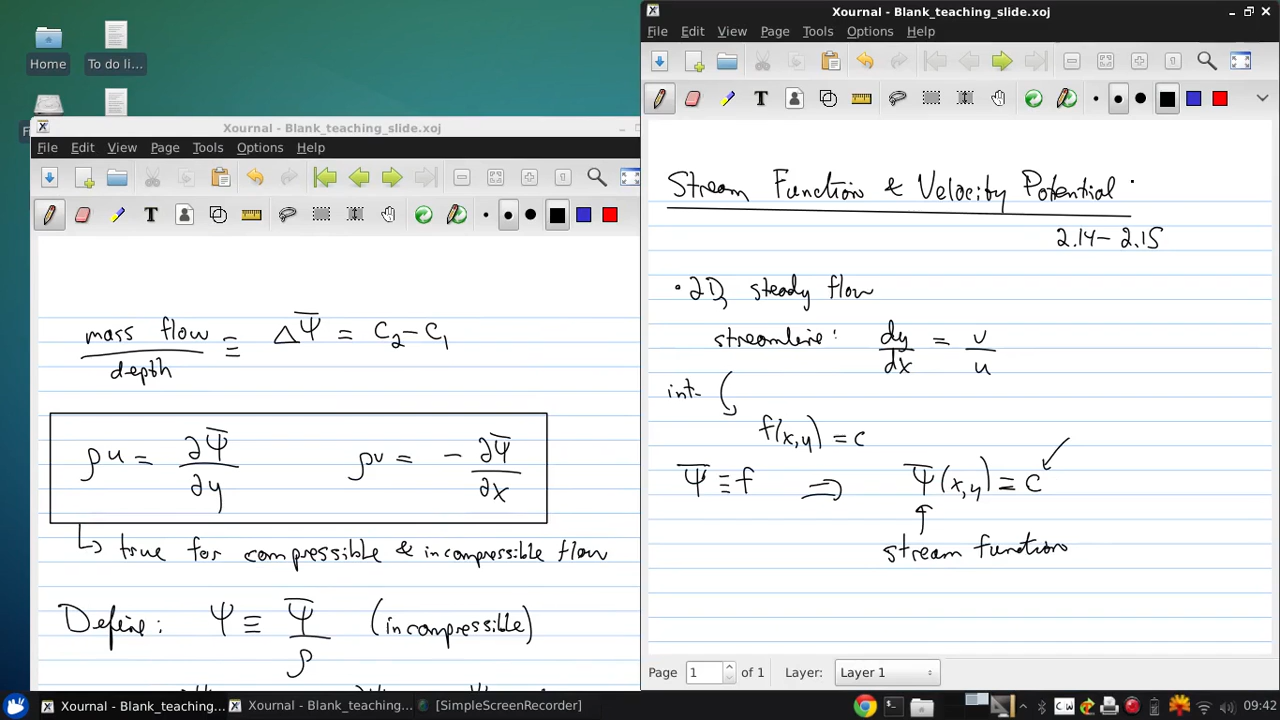 Home
To do li...
Xournal - Blank_teaching_slide.xoj
File Edit View Page Tools Options Help
mass flow / depth ≡ ΔΨ̅ = C₂ – C₁
ρu = ∂Ψ̅/∂y ρv = – ∂Ψ̅/∂x
↳ true for compressible & incompressible flow
Define: ψ ≡ Ψ̅/ρ (incompressible)
Xournal - Blank_teaching_slide.xoj
File Edit View Page Tools Options Help
Stream Function & Velocity Potential
2.14 – 2.15
• 2D, steady flow
streamline: dy/dx = v/u
int.
f(x,y) = c
Ψ̅ ≡ f ⇒ Ψ̅(x,y) = c
↑
stream function
Page 1 of 1 Layer: Layer 1
Xournal - Blank_teaching... Xournal - Blank_teaching... [SimpleScreenRecorder] CW 09:42